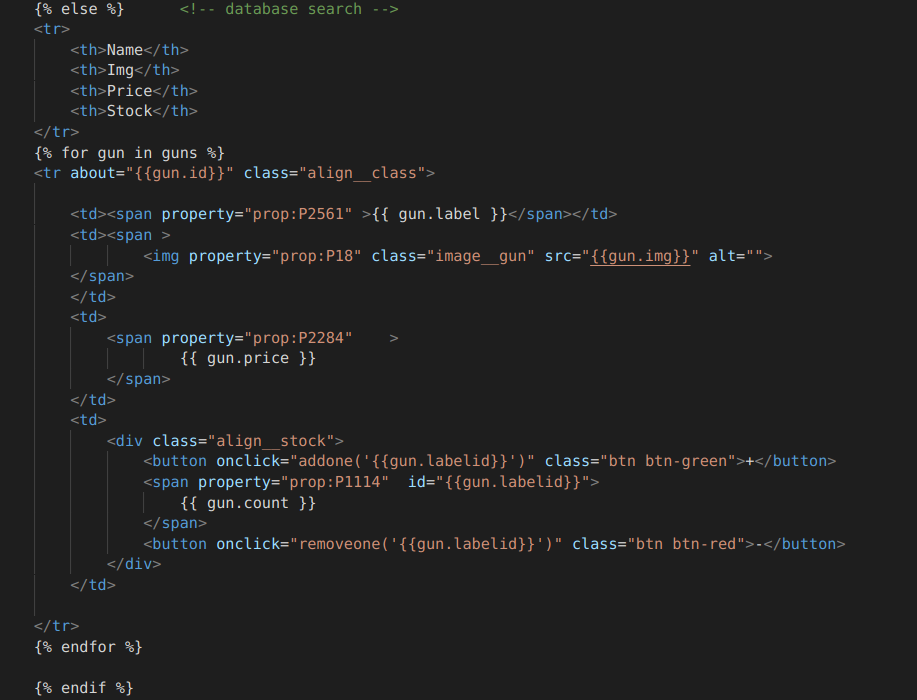 {% else %}      <!-- database search -->
<tr>
    <th>Name</th>
    <th>Img</th>
    <th>Price</th>
    <th>Stock</th>
</tr>
{% for gun in guns %}
<tr about="{{gun.id}}" class="align__class">
    <td><span property="prop:P2561" >{{ gun.label }}</span></td>
    <td><span >
            <img property="prop:P18" class="image__gun" src="{{gun.img}}" alt="">
    </span>
    </td>
    <td>
        <span property="prop:P2284"    >
                {{ gun.price }}
        </span>
    </td>
    <td>
        <div class="align__stock">
            <button onclick="addone('{{gun.labelid}}')" class="btn btn-green">+</button>
            <span property="prop:P1114"  id="{{gun.labelid}}">
                {{ gun.count }}
            </span>
            <button onclick="removeone('{{gun.labelid}}')" class="btn btn-red">-</button>
        </div>
    </td>
</tr>
{% endfor %}
{% endif %}